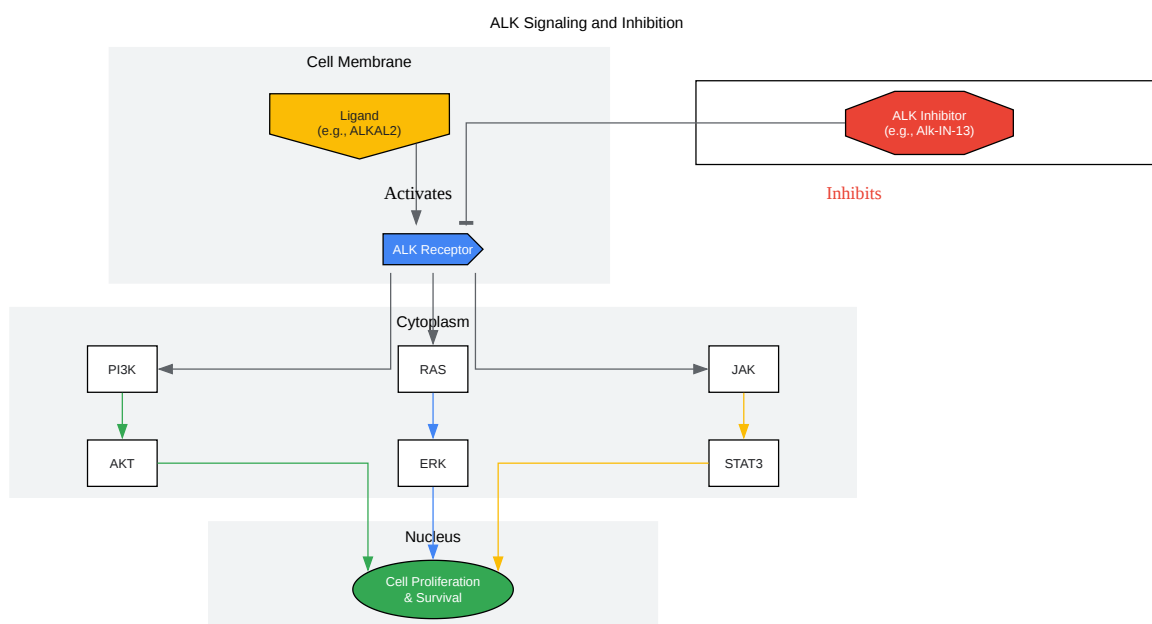 ALK Signaling and Inhibition
Cell Membrane
Ligand
(e.g., ALKAL2)
ALK Inhibitor
(e.g., Alk-IN-13)
Activates
Inhibits
ALK Receptor
Cytoplasm
PI3K
RAS
JAK
AKT
ERK
STAT3
Nucleus
Cell Proliferation
& Survival